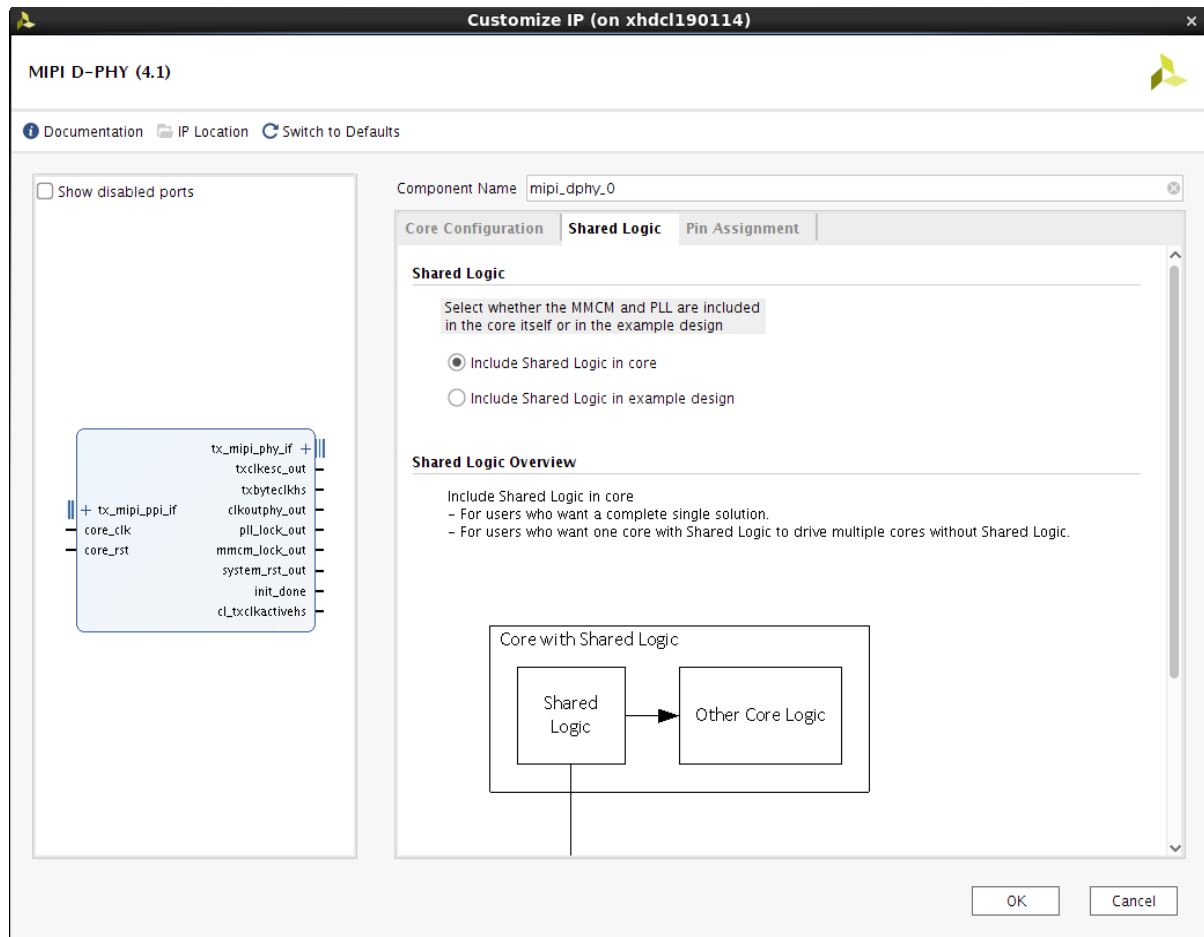 Customize IP (on xhdcl190114)
MIPI D-PHY (4.1)
Documentation IP Location Switch to Defaults
Show disabled ports
tx_mipi_phy_if
txclkesc_out
txbyteclkhs
tx_mipi_ppi_if clkoutphy_out
core_clk pll_lock_out
core_rst mmcm_lock_out
system_rst_out
init_done
cl_txclkactivehs
Component Name mipi_dphy_0
Core Configuration Shared Logic Pin Assignment
Shared Logic
Select whether the MMCM and PLL are included
in the core itself or in the example design
Include Shared Logic in core
Include Shared Logic in example design
Shared Logic Overview
Include Shared Logic in core
- For users who want a complete single solution.
- For users who want one core with Shared Logic to drive multiple cores without Shared Logic.
Core with Shared Logic
Shared
Logic
Other Core Logic
OK Cancel